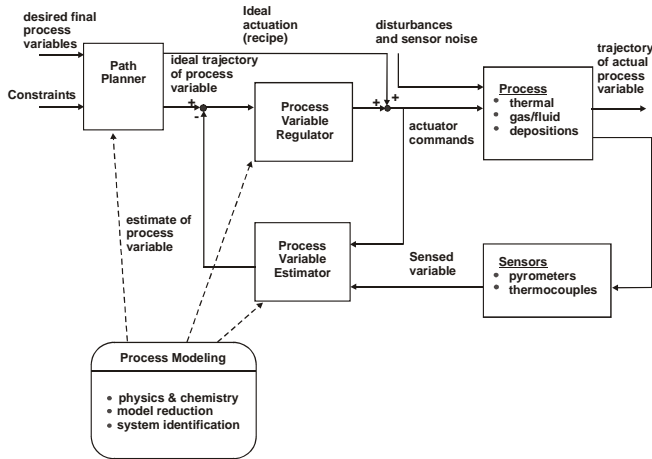 desired final
process
variables
Constraints
Path
Planner
Ideal
actuation
(recipe)
ideal trajectory
of process
variable
+
-
Process
Variable
Regulator
+
+
disturbances
and sensor noise
actuator
commands
Process
• thermal
• gas/fluid
• depositions
trajectory
of actual
process
variable
estimate of
process
variable
Process
Variable
Estimator
Sensed
variable
Sensors
• pyrometers
• thermocouples
Process Modeling
• physics & chemistry
• model reduction
• system identification